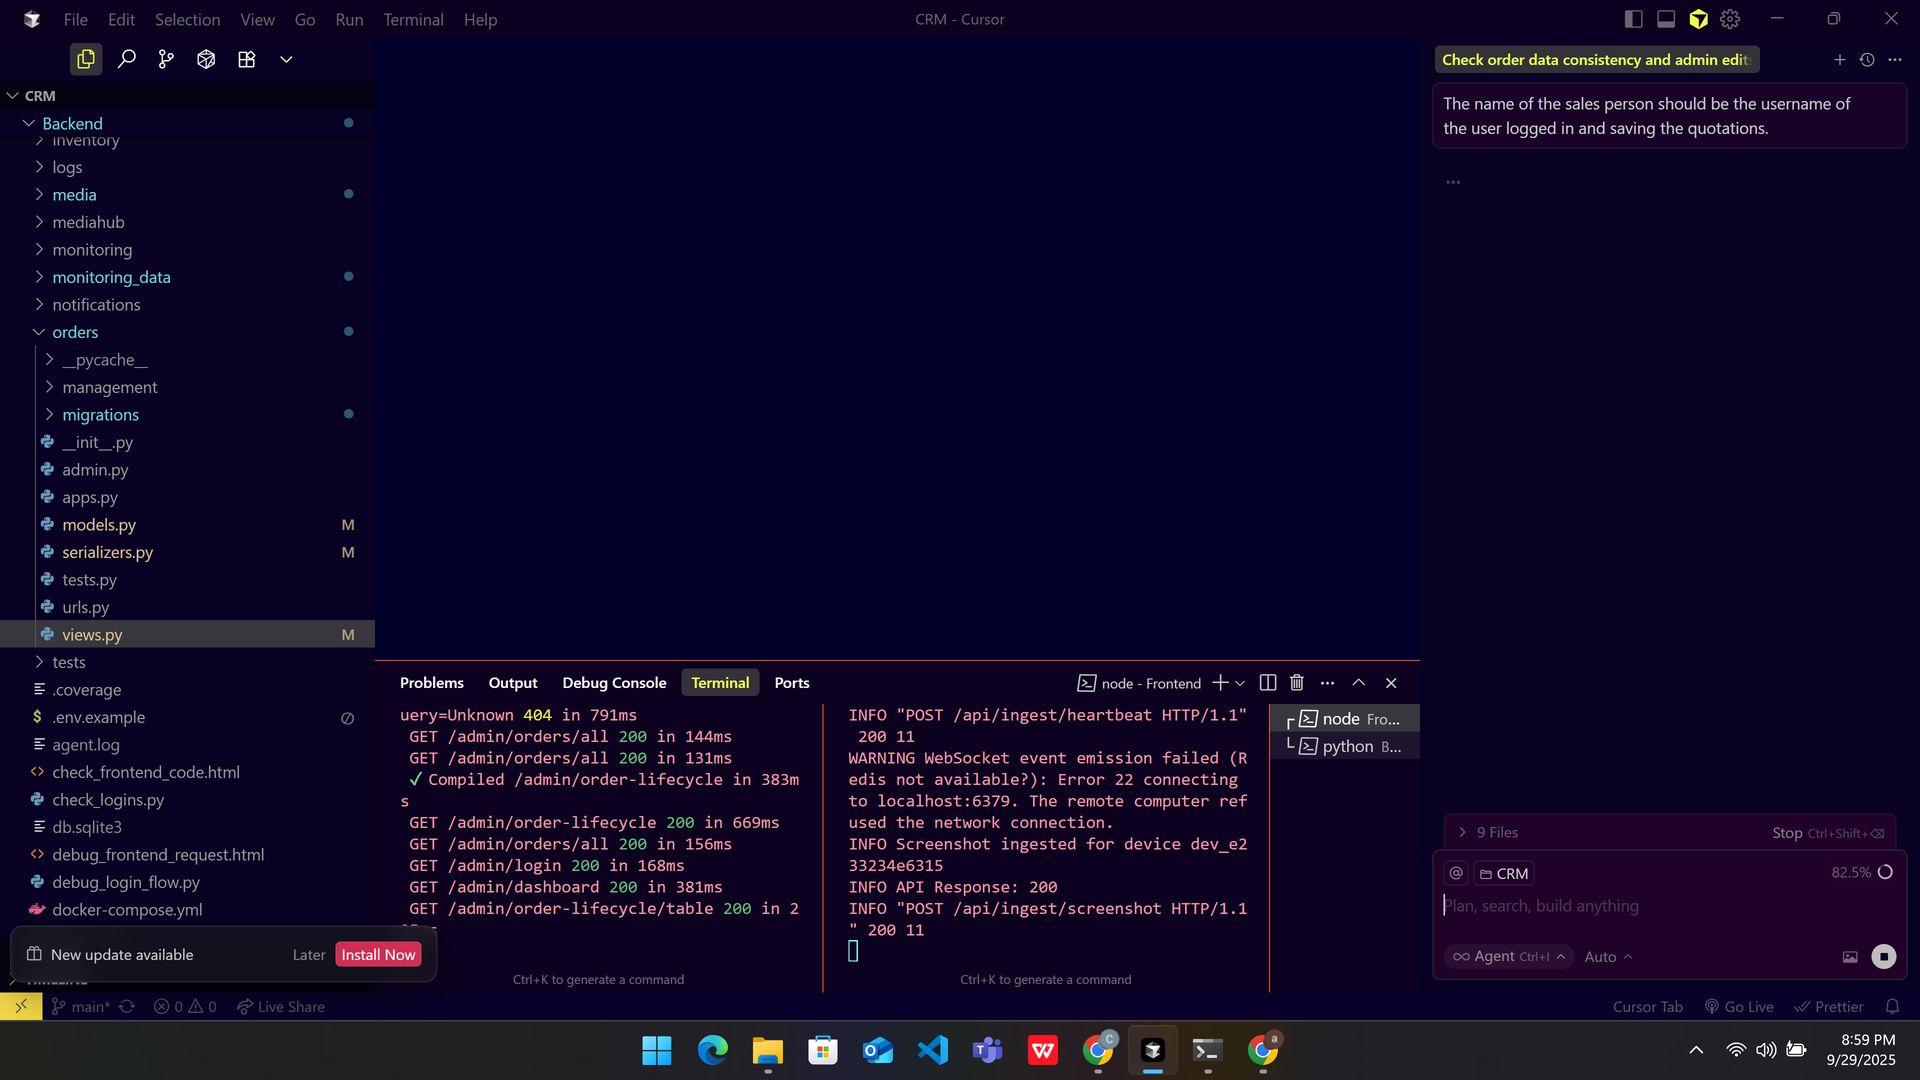 File Edit Selection View Go Run Terminal Help
CRM - Cursor
CRM
Backend
inventory
logs
media
mediahub
monitoring
monitoring_data
notifications
orders
__pycache__
management
migrations
__init__.py
admin.py
apps.py
models.py M
serializers.py M
tests.py
urls.py
views.py M
tests
.coverage
$ .env.example
agent.log
<> check_frontend_code.html
check_logins.py
db.sqlite3
<> debug_frontend_request.html
debug_login_flow.py
docker-compose.yml
New update available Later Install Now
TIMELINE
Problems Output Debug Console Terminal Ports
node - Frontend
uery=Unknown 404 in 791ms
GET /admin/orders/all 200 in 144ms
GET /admin/orders/all 200 in 131ms
✓ Compiled /admin/order-lifecycle in 383m
s
GET /admin/order-lifecycle 200 in 669ms
GET /admin/orders/all 200 in 156ms
GET /admin/login 200 in 168ms
GET /admin/dashboard 200 in 381ms
GET /admin/order-lifecycle/table 200 in 2
Ctrl+K to generate a command
INFO "POST /api/ingest/heartbeat HTTP/1.1"
200 11
WARNING WebSocket event emission failed (R
edis not available?): Error 22 connecting
to localhost:6379. The remote computer ref
used the network connection.
INFO Screenshot ingested for device dev_e2
33234e6315
INFO API Response: 200
INFO "POST /api/ingest/screenshot HTTP/1.1
" 200 11
Ctrl+K to generate a command
node Fro...
python B...
Check order data consistency and admin edit
The name of the sales person should be the username of
the user logged in and saving the quotations.
...
9 Files Stop Ctrl+Shift+⌫
@ CRM 82.5%
Plan, search, build anything
∞ Agent Ctrl+I Auto
main* 0 0 Live Share
Cursor Tab Go Live Prettier
8:59 PM
9/29/2025